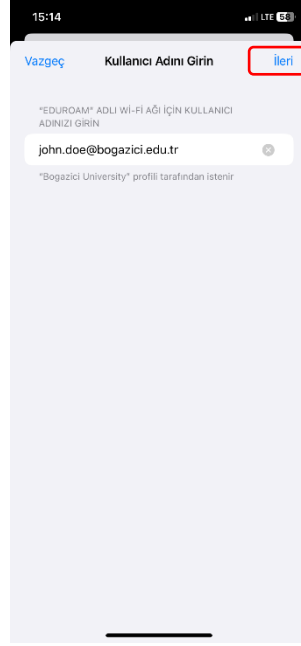 15:14
LTE 58
Vazgeç Kullanıcı Adını Girin İleri
"EDUROAM" ADLI Wİ-Fİ AĞI İÇİN KULLANICI
ADINIZI GİRİN
john.doe@bogazici.edu.tr
"Bogazici University" profili tarafından istenir